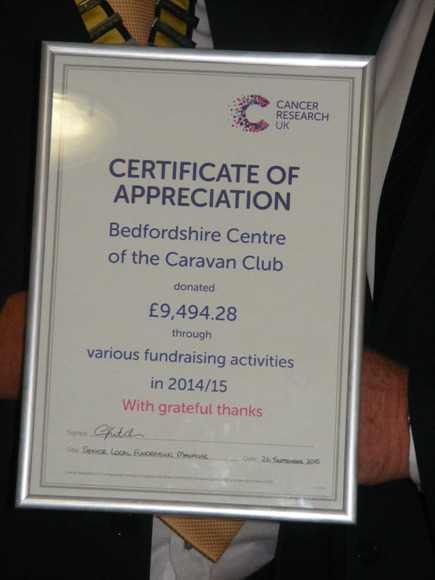 CANCER
RESEARCH
UK
CERTIFICATE OF
APPRECIATION
Bedfordshire Centre
of the Caravan Club
donated
£9,494.28
through
various fundraising activities
in 2014/15
With grateful thanks
Signed:
Title: SENIOR LOCAL FUNDRAISING MANAGER Date: 26 SEPTEMBER 2015